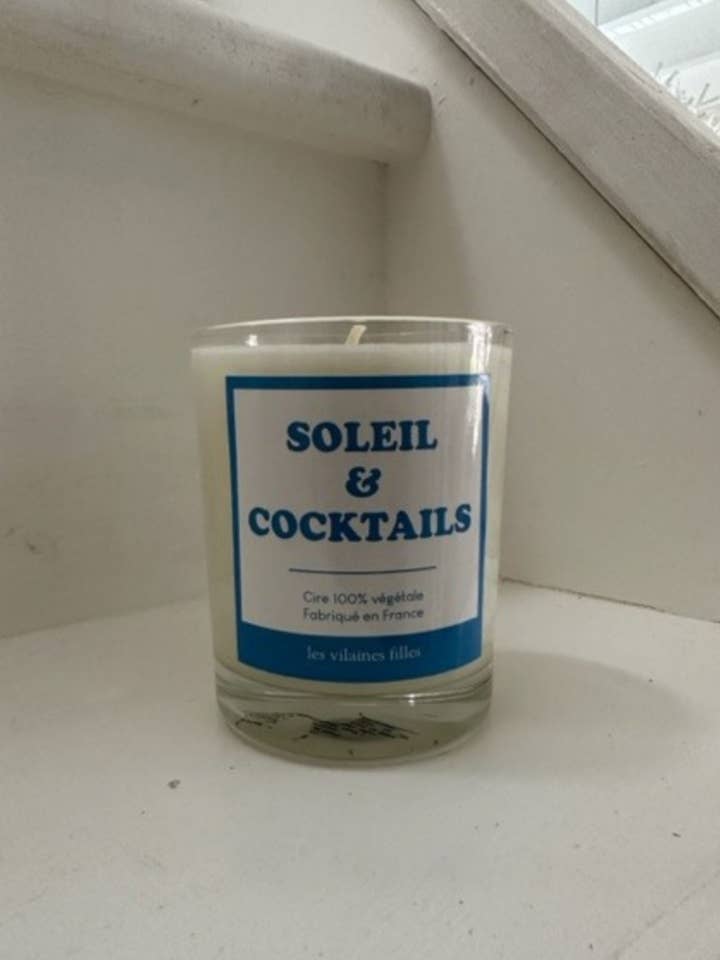 SOLEIL
&
COCKTAILS
Cire 100% végétale
Fabriqué en France
les vilaines filles